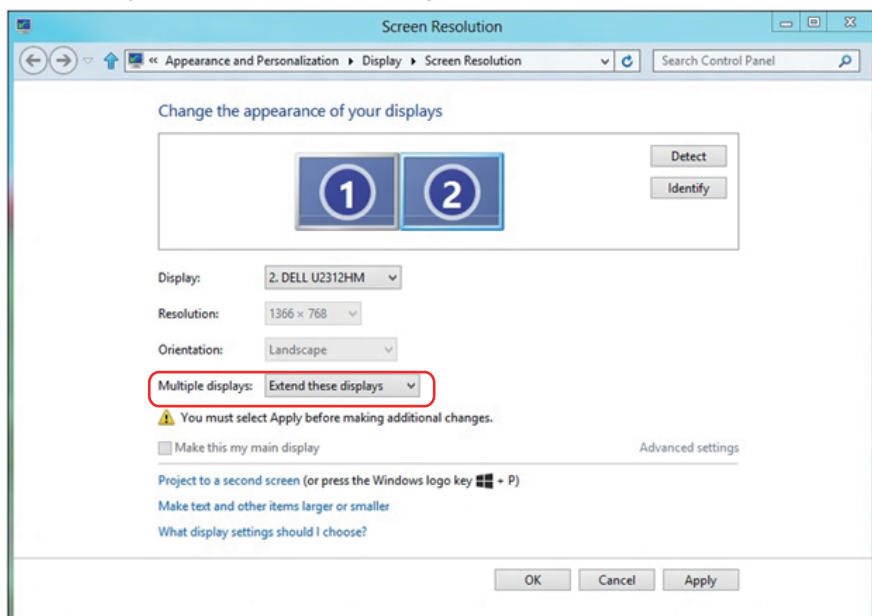 Screen Resolution
« Appearance and Personalization ▸ Display ▸ Screen Resolution
Search Control Panel
Change the appearance of your displays
1 2
Detect
Identify
Display: 2. DELL U2312HM
Resolution: 1366 × 768
Orientation: Landscape
Multiple displays: Extend these displays
You must select Apply before making additional changes.
Make this my main display Advanced settings
Project to a second screen (or press the Windows logo key + P)
Make text and other items larger or smaller
What display settings should I choose?
OK Cancel Apply